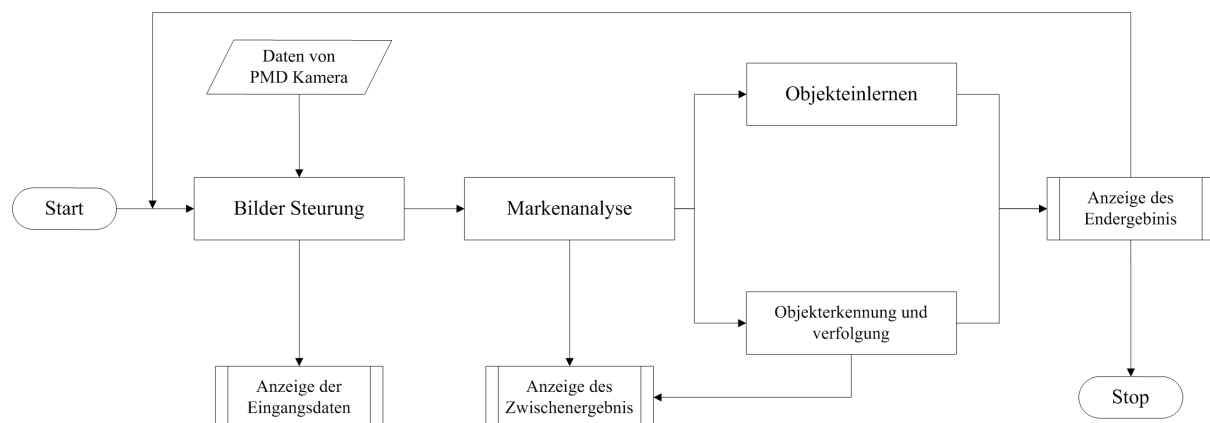 Daten von
PMD Kamera
Objekteinlernen
Start
Bilder Steurung
Markenanalyse
Anzeige des
Endergebinis
Objekterkennung und
verfolgung
Anzeige der
Eingangsdaten
Anzeige des
Zwischenergebnis
Stop